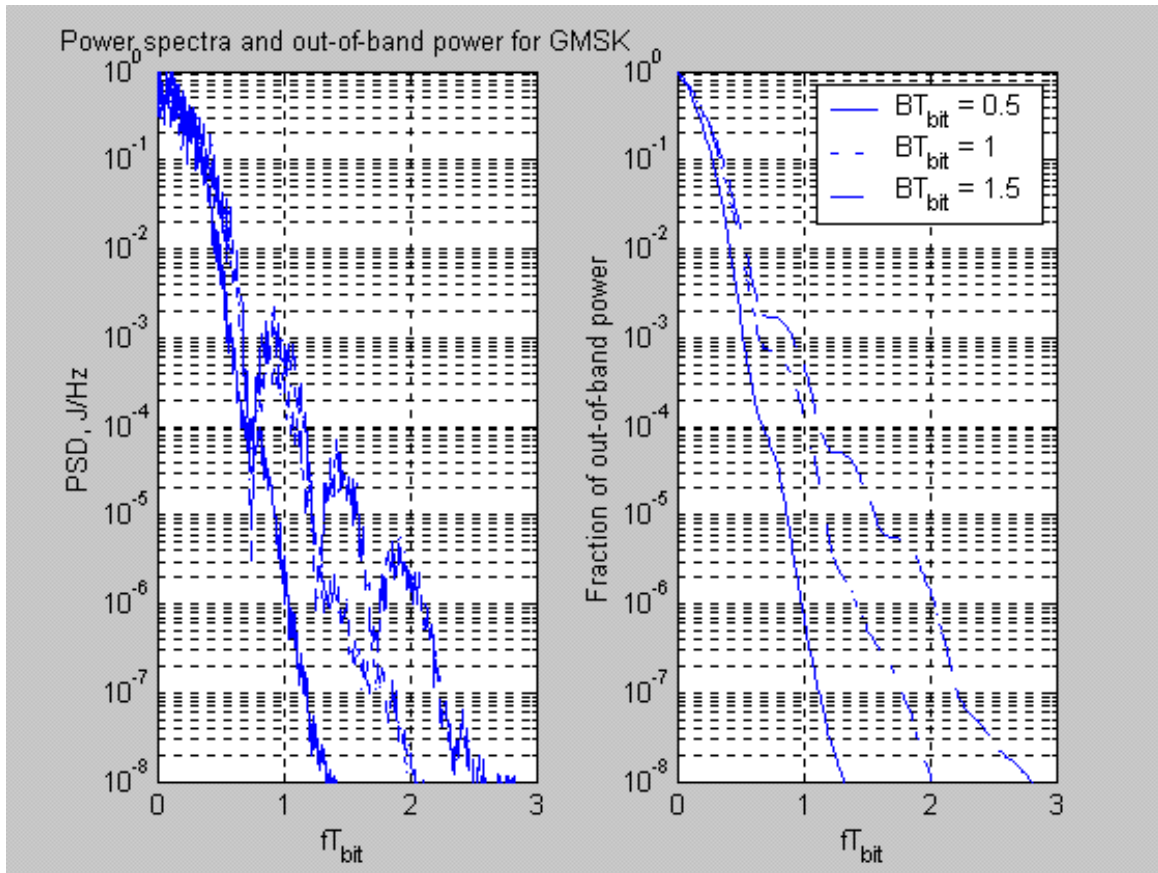 Power spectra and out-of-band power for GMSK
PSD, J/Hz
10^0
10^-1
10^-2
10^-3
10^-4
10^-5
10^-6
10^-7
10^-8
0 1 2 3
fT_bit
Fraction of out-of-band power
10^0
10^-1
10^-2
10^-3
10^-4
10^-5
10^-6
10^-7
10^-8
BT_bit = 0.5
BT_bit = 1
BT_bit = 1.5
0 1 2 3
fT_bit